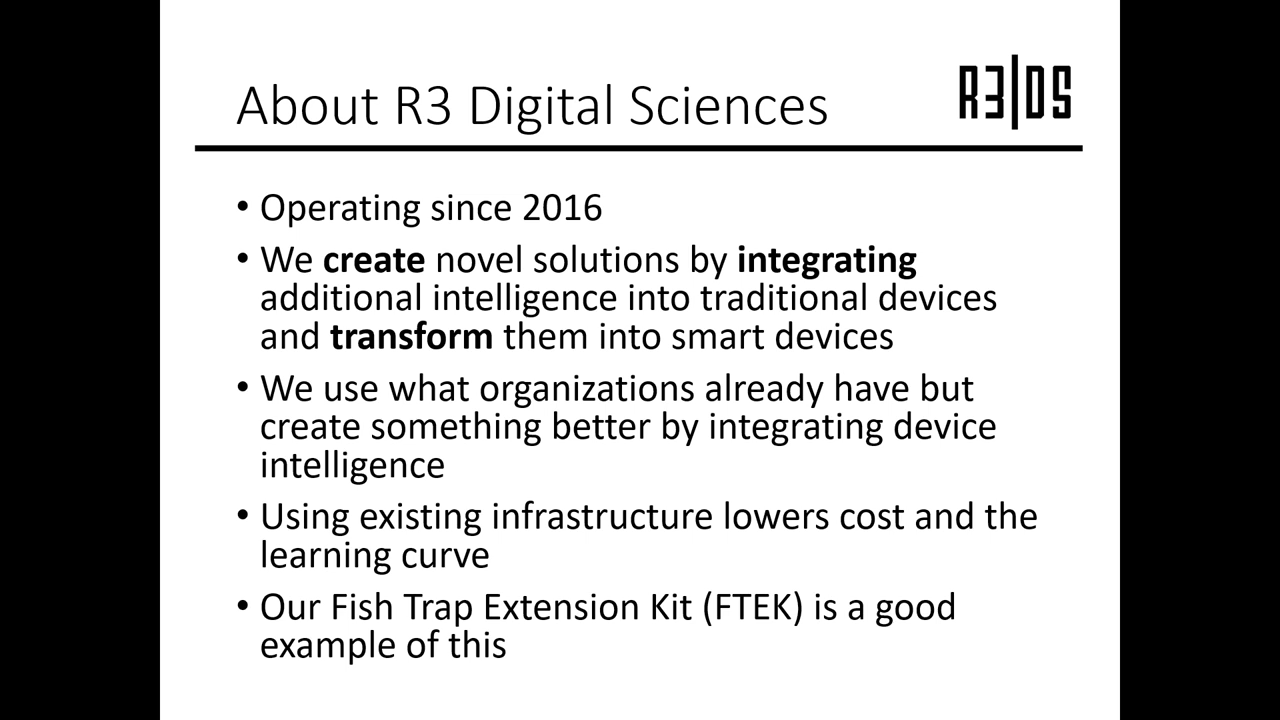 About R3 Digital Sciences
R3|DS
• Operating since 2016
• We create novel solutions by integrating
additional intelligence into traditional devices
and transform them into smart devices
• We use what organizations already have but
create something better by integrating device
intelligence
• Using existing infrastructure lowers cost and the
learning curve
• Our Fish Trap Extension Kit (FTEK) is a good
example of this